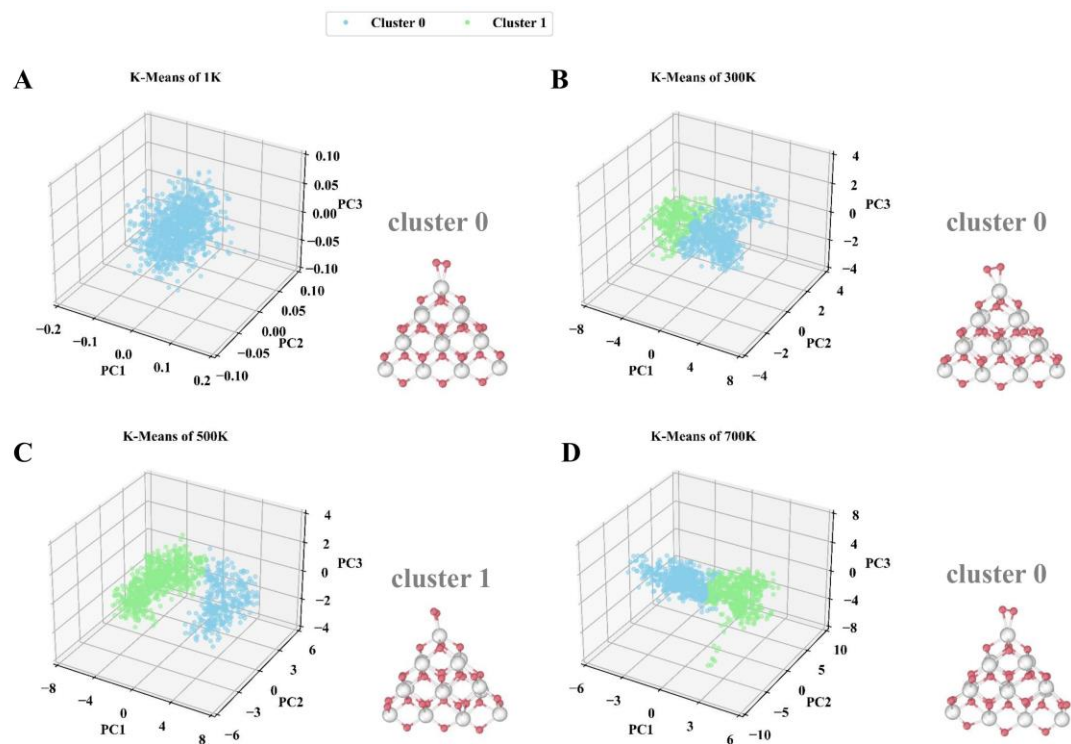 Cluster 0 Cluster 1
A
K-Means of 1K
0.10
0.05
0.00
−0.05
−0.10
PC3
0.10
0.05
0.00
−0.05
−0.10
PC2
−0.2
−0.1
0.0
0.1
0.2
PC1
cluster 0
B
K-Means of 300K
4
2
0
−2
−4
PC3
4
2
0
−2
−4
PC2
−8
−4
0
4
8
PC1
cluster 0
C
K-Means of 500K
4
2
0
−2
−4
PC3
6
3
0
−3
−6
PC2
−8
−4
0
4
8
PC1
cluster 1
D
K-Means of 700K
8
4
0
−4
−8
PC3
10
5
0
−5
−10
PC2
−6
−3
0
3
6
PC1
cluster 0